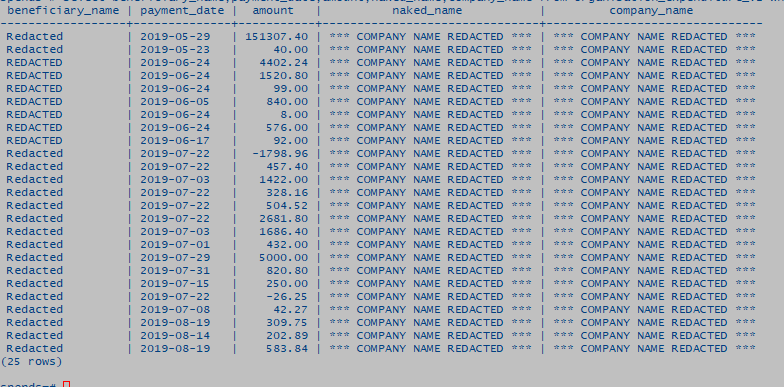 beneficiary_name | payment_date |  amount   |          naked_name          |         company_name
------------------+--------------+-----------+------------------------------+------------------------------
 Redacted         | 2019-05-29   | 151307.40 | *** COMPANY NAME REDACTED *** | *** COMPANY NAME REDACTED ***
 Redacted         | 2019-05-23   |     40.00 | *** COMPANY NAME REDACTED *** | *** COMPANY NAME REDACTED ***
 REDACTED         | 2019-06-24   |   4402.24 | *** COMPANY NAME REDACTED *** | *** COMPANY NAME REDACTED ***
 REDACTED         | 2019-06-24   |   1520.80 | *** COMPANY NAME REDACTED *** | *** COMPANY NAME REDACTED ***
 REDACTED         | 2019-06-24   |     99.00 | *** COMPANY NAME REDACTED *** | *** COMPANY NAME REDACTED ***
 REDACTED         | 2019-06-05   |    840.00 | *** COMPANY NAME REDACTED *** | *** COMPANY NAME REDACTED ***
 REDACTED         | 2019-06-24   |      8.00 | *** COMPANY NAME REDACTED *** | *** COMPANY NAME REDACTED ***
 REDACTED         | 2019-06-24   |    576.00 | *** COMPANY NAME REDACTED *** | *** COMPANY NAME REDACTED ***
 REDACTED         | 2019-06-17   |     92.00 | *** COMPANY NAME REDACTED *** | *** COMPANY NAME REDACTED ***
 Redacted         | 2019-07-22   |  -1798.96 | *** COMPANY NAME REDACTED *** | *** COMPANY NAME REDACTED ***
 Redacted         | 2019-07-22   |    457.40 | *** COMPANY NAME REDACTED *** | *** COMPANY NAME REDACTED ***
 Redacted         | 2019-07-03   |   1422.00 | *** COMPANY NAME REDACTED *** | *** COMPANY NAME REDACTED ***
 Redacted         | 2019-07-22   |    328.16 | *** COMPANY NAME REDACTED *** | *** COMPANY NAME REDACTED ***
 Redacted         | 2019-07-22   |    504.52 | *** COMPANY NAME REDACTED *** | *** COMPANY NAME REDACTED ***
 Redacted         | 2019-07-22   |   2681.80 | *** COMPANY NAME REDACTED *** | *** COMPANY NAME REDACTED ***
 Redacted         | 2019-07-03   |   1686.40 | *** COMPANY NAME REDACTED *** | *** COMPANY NAME REDACTED ***
 Redacted         | 2019-07-01   |    432.00 | *** COMPANY NAME REDACTED *** | *** COMPANY NAME REDACTED ***
 Redacted         | 2019-07-29   |   5000.00 | *** COMPANY NAME REDACTED *** | *** COMPANY NAME REDACTED ***
 Redacted         | 2019-07-31   |    820.80 | *** COMPANY NAME REDACTED *** | *** COMPANY NAME REDACTED ***
 Redacted         | 2019-07-15   |    250.00 | *** COMPANY NAME REDACTED *** | *** COMPANY NAME REDACTED ***
 Redacted         | 2019-07-22   |    -26.25 | *** COMPANY NAME REDACTED *** | *** COMPANY NAME REDACTED ***
 Redacted         | 2019-07-08   |     42.27 | *** COMPANY NAME REDACTED *** | *** COMPANY NAME REDACTED ***
 Redacted         | 2019-08-19   |    309.75 | *** COMPANY NAME REDACTED *** | *** COMPANY NAME REDACTED ***
 Redacted         | 2019-08-14   |    202.89 | *** COMPANY NAME REDACTED *** | *** COMPANY NAME REDACTED ***
 Redacted         | 2019-08-19   |    583.84 | *** COMPANY NAME REDACTED *** | *** COMPANY NAME REDACTED ***
(25 rows)